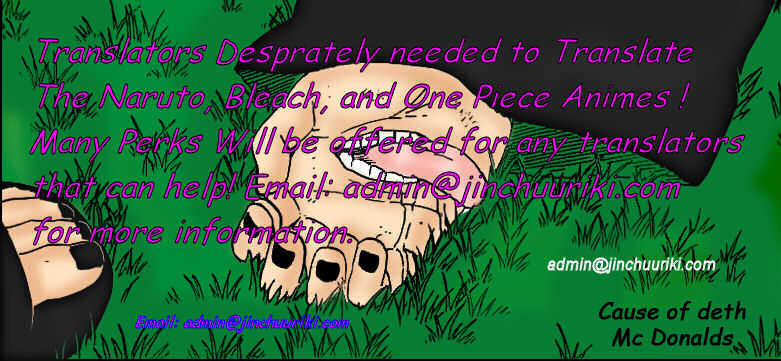 Translators Desprately needed to Translate
The Naruto, Bleach, and One Piece Animes !
Many Perks Will be offered for any translators
that can help! Email: admin@jinchuuriki.com
for more information.
admin@jinchuuriki.com
Cause of deth
Mc Donalds
Email: admin@jinchuuriki.com